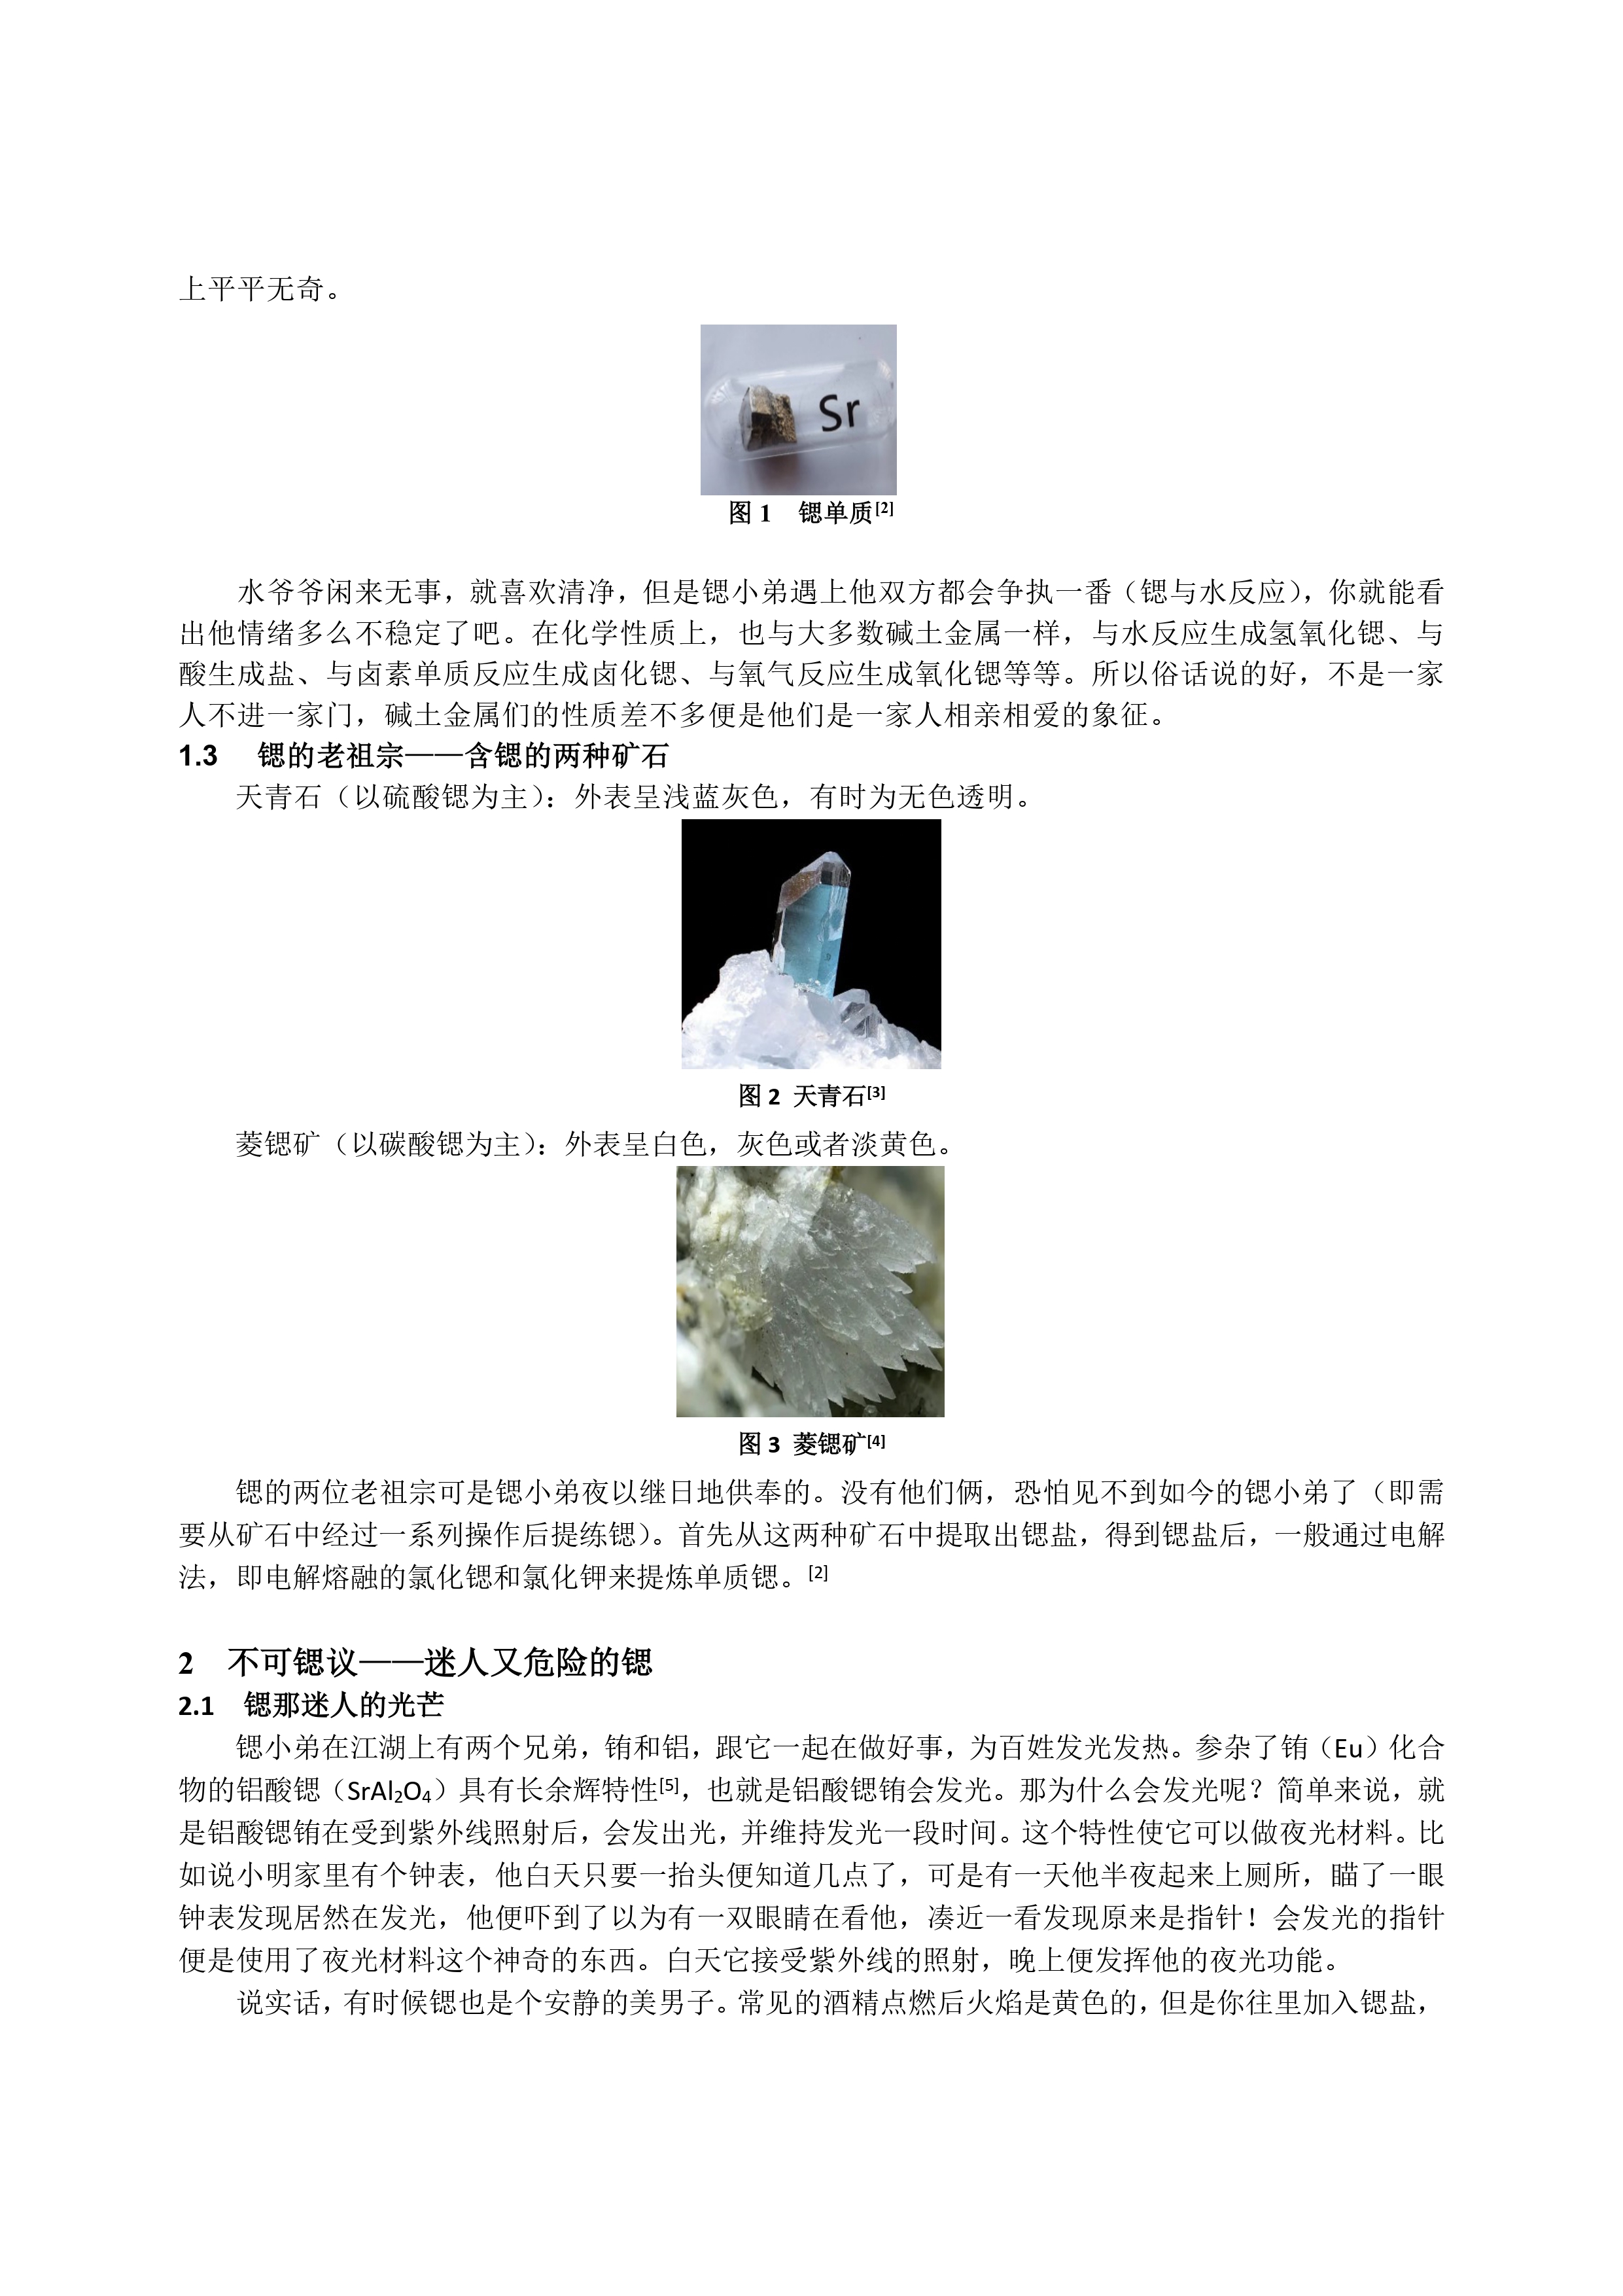 上平平无奇。
Sr
图 1 锶单质[2]
水爷爷闲来无事，就喜欢清净，但是锶小弟遇上他双方都会争执一番（锶与水反应），你就能看
出他情绪多么不稳定了吧。在化学性质上，也与大多数碱土金属一样，与水反应生成氢氧化锶、与
酸生成盐、与卤素单质反应生成卤化锶、与氧气反应生成氧化锶等等。所以俗话说的好，不是一家
人不进一家门，碱土金属们的性质差不多便是他们是一家人相亲相爱的象征。
1.3 锶的老祖宗——含锶的两种矿石
天青石（以硫酸锶为主）：外表呈浅蓝灰色，有时为无色透明。
图 2 天青石[3]
菱锶矿（以碳酸锶为主）：外表呈白色，灰色或者淡黄色。
图 3 菱锶矿[4]
锶的两位老祖宗可是锶小弟夜以继日地供奉的。没有他们俩，恐怕见不到如今的锶小弟了（即需
要从矿石中经过一系列操作后提练锶）。首先从这两种矿石中提取出锶盐，得到锶盐后，一般通过电解
法，即电解熔融的氯化锶和氯化钾来提炼单质锶。[2]
2 不可锶议——迷人又危险的锶
2.1 锶那迷人的光芒
锶小弟在江湖上有两个兄弟，铕和铝，跟它一起在做好事，为百姓发光发热。参杂了铕（Eu）化合
物的铝酸锶（SrAl₂O₄）具有长余辉特性[5]，也就是铝酸锶铕会发光。那为什么会发光呢？简单来说，就
是铝酸锶铕在受到紫外线照射后，会发出光，并维持发光一段时间。这个特性使它可以做夜光材料。比
如说小明家里有个钟表，他白天只要一抬头便知道几点了，可是有一天他半夜起来上厕所，瞄了一眼
钟表发现居然在发光，他便吓到了以为有一双眼睛在看他，凑近一看发现原来是指针！会发光的指针
便是使用了夜光材料这个神奇的东西。白天它接受紫外线的照射，晚上便发挥他的夜光功能。
说实话，有时候锶也是个安静的美男子。常见的酒精点燃后火焰是黄色的，但是你往里加入锶盐，